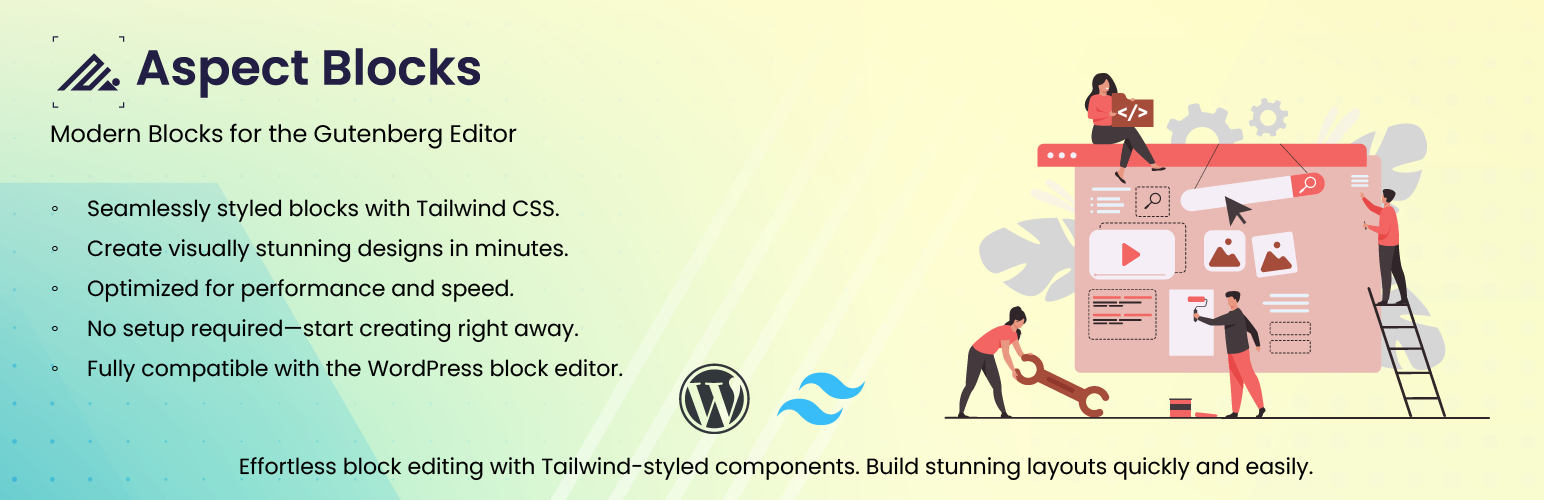 Aspect Blocks
Modern Blocks for the Gutenberg Editor
◦ Seamlessly styled blocks with Tailwind CSS.
◦ Create visually stunning designs in minutes.
◦ Optimized for performance and speed.
◦ No setup required—start creating right away.
◦ Fully compatible with the WordPress block editor.
</>
Effortless block editing with Tailwind-styled components. Build stunning layouts quickly and easily.